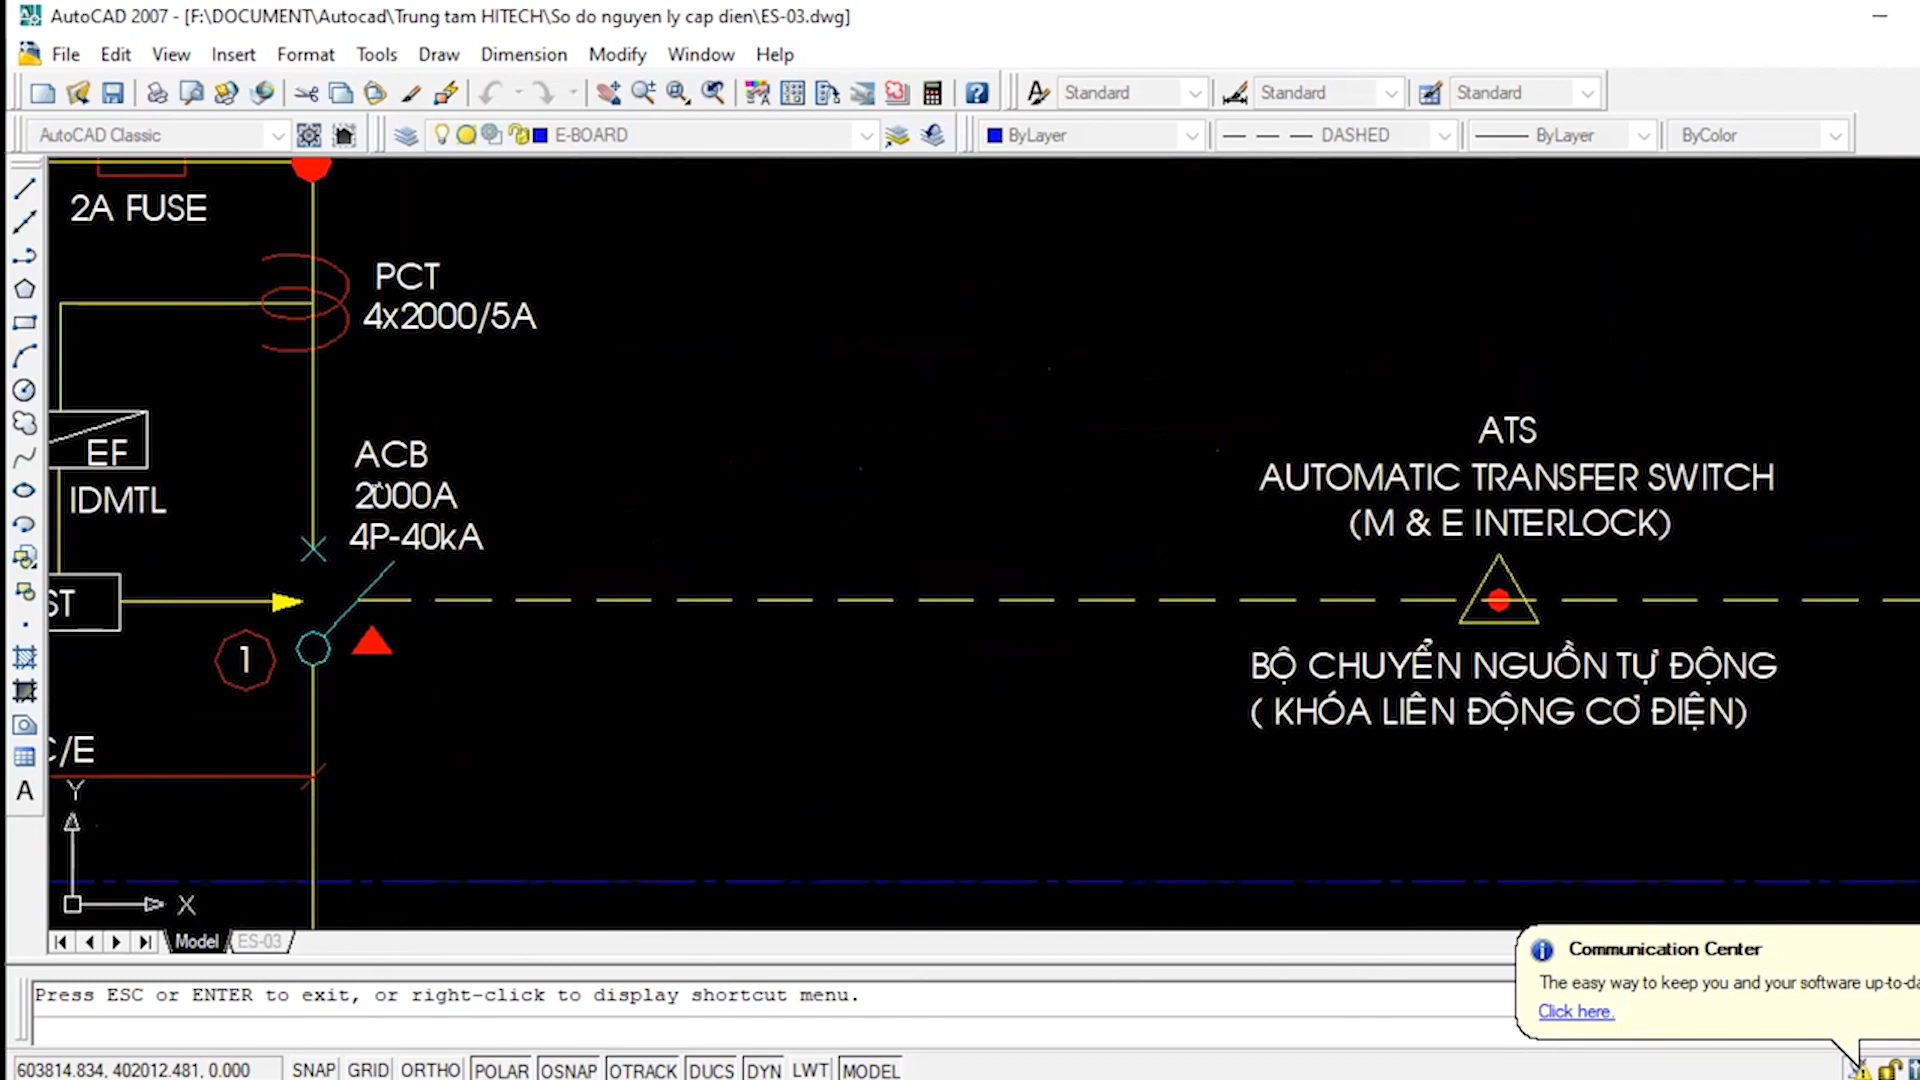 AutoCAD 2007 - [F:\DOCUMENT\Autocad\Trung tam HITECH\So do nguyen ly cap dien\ES-03.dwg]
File Edit View Insert Format Tools Draw Dimension Modify Window Help
Standard Standard Standard
AutoCAD Classic E-BOARD ByLayer DASHED ByLayer ByColor
2A FUSE
PCT
4x2000/5A
EF
IDMTL
ACB
2000A
4P-40kA
ATS
AUTOMATIC TRANSFER SWITCH
(M & E INTERLOCK)
ST
1
BỘ CHUYỂN NGUỒN TỰ ĐỘNG
( KHÓA LIÊN ĐỘNG CƠ ĐIỆN)
C/E
Y
X
A
Model ES-03
Communication Center
The easy way to keep you and your software up-to-da
Click here.
Press ESC or ENTER to exit, or right-click to display shortcut menu.
603814.834, 402012.481, 0.000 SNAP GRID ORTHO POLAR OSNAP OTRACK DUCS DYN LWT MODEL